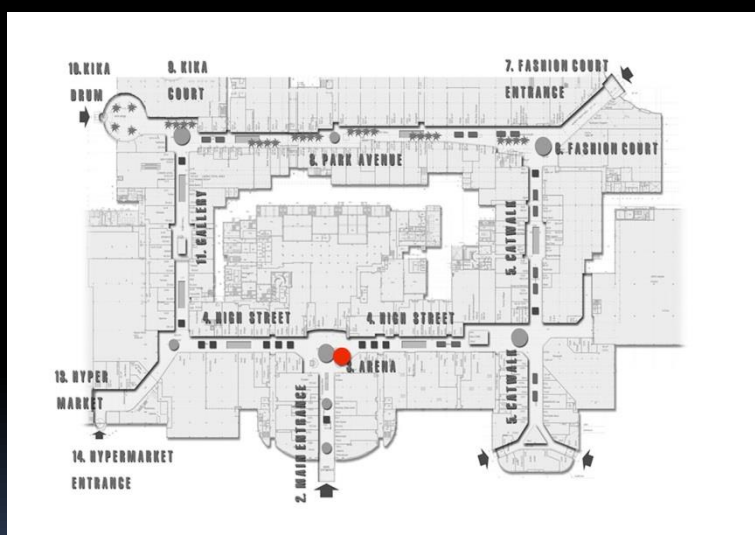 10. KIKA
DRUM
9. KIKA
COURT
7. FASHION COURT
ENTRANCE
8. PARK AVENUE
6. FASHION COURT
11. GALLERY
5. CATWALK
4. HIGH STREET
4. HIGH STREET
3. ARENA
13. HYPER
MARKET
5. CATWALK
2. MAIN ENTRANCE
14. HYPERMARKET
ENTRANCE